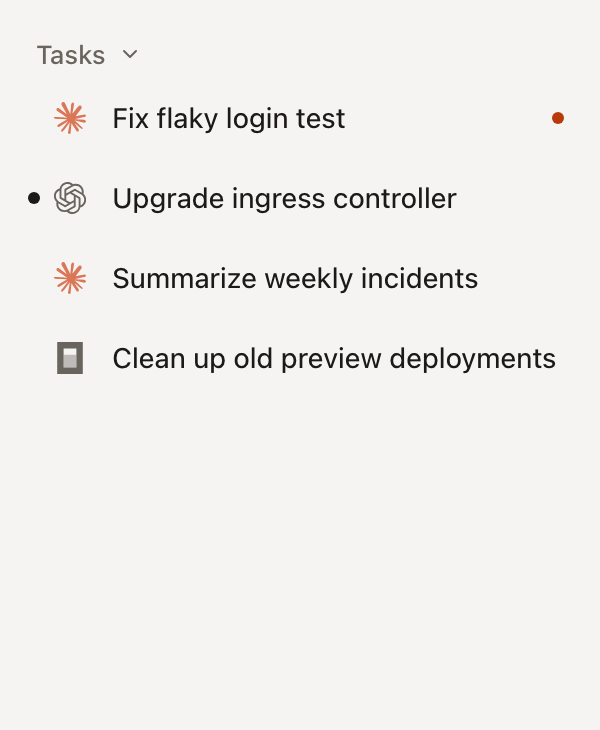 Tasks
Fix flaky login test
Upgrade ingress controller
Summarize weekly incidents
Clean up old preview deployments